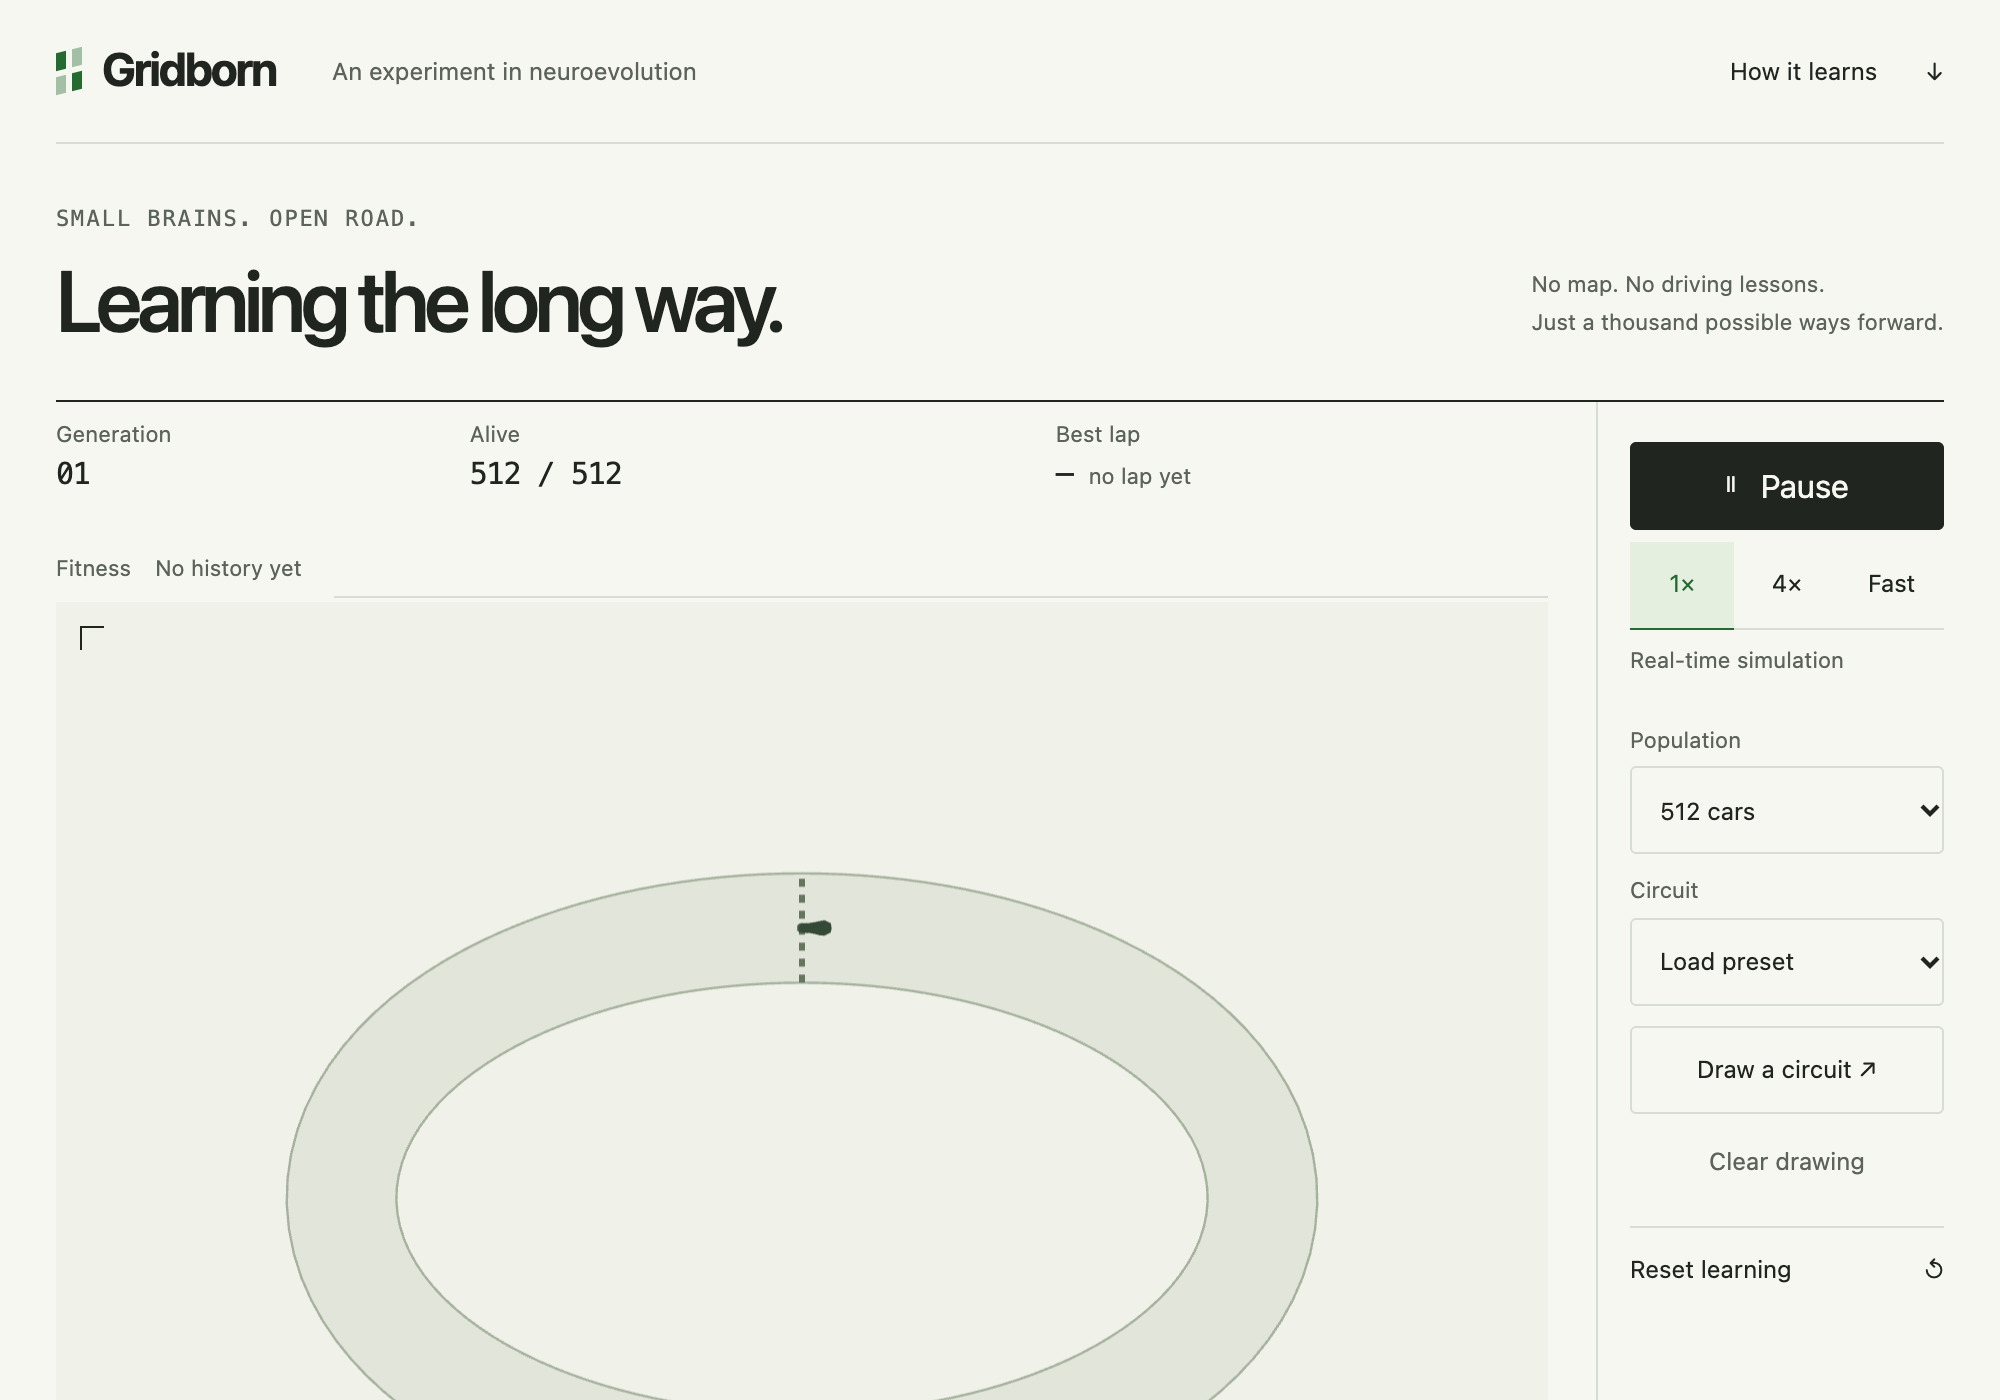 Gridborn
An experiment in neuroevolution
How it learns ↓
SMALL BRAINS. OPEN ROAD.
Learning the long way.
No map. No driving lessons.
Just a thousand possible ways forward.
Generation
01
Alive
512 / 512
Best lap
— no lap yet
Fitness No history yet
Pause
1× 4× Fast
Real-time simulation
Population
512 cars
Circuit
Load preset
Draw a circuit ↗
Clear drawing
Reset learning